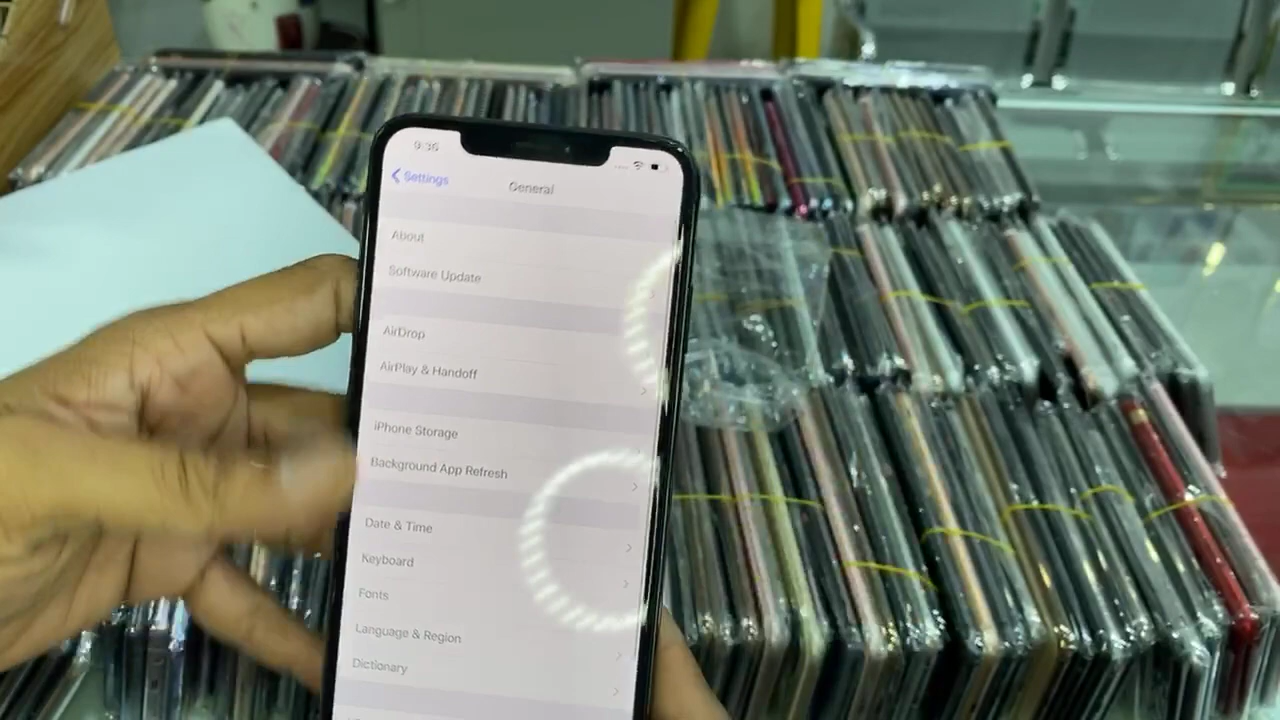 9:36
Settings
General
About
Software Update
AirDrop
AirPlay & Handoff
iPhone Storage
Background App Refresh
Date & Time
Keyboard
Fonts
Language & Region
Dictionary